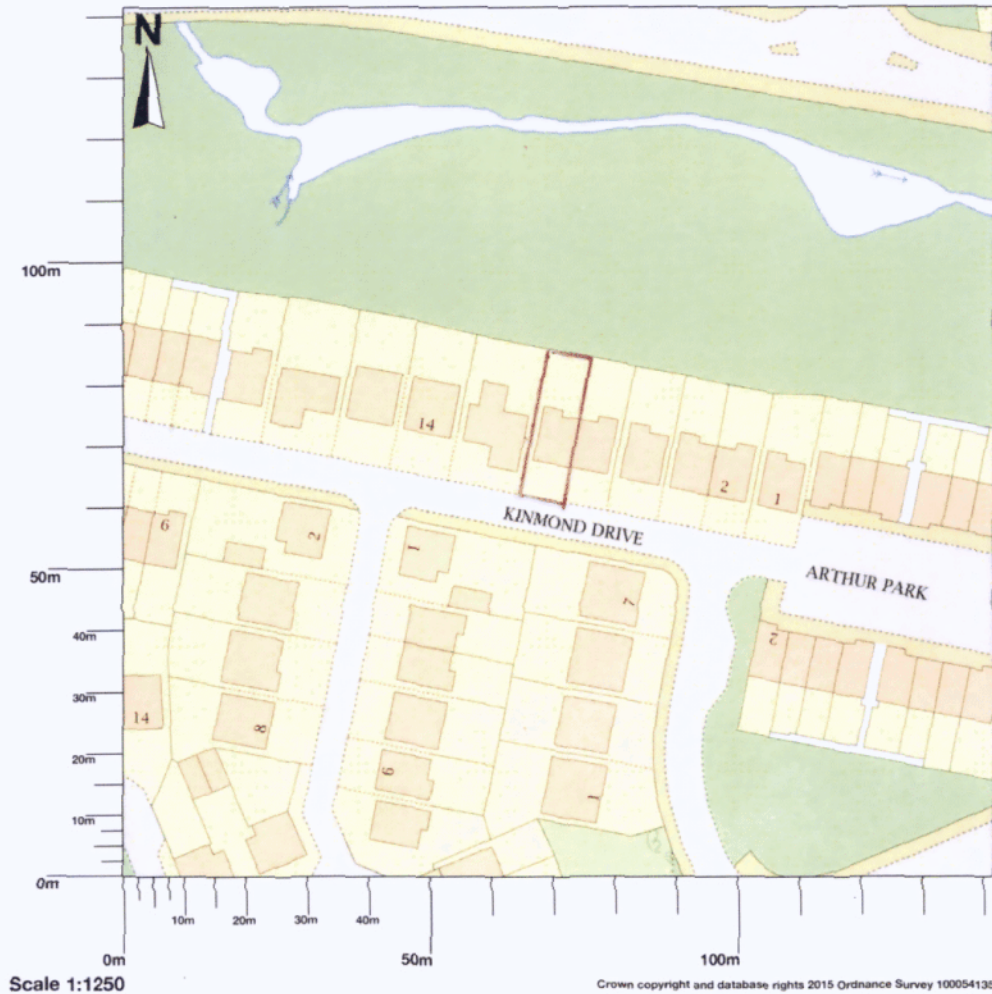 N
100m
14
2
1
KINMOND DRIVE
6
2
1
7
ARTHUR PARK
50m
40m
2
30m
14
8
20m
6
1
10m
0m
10m
20m
30m
40m
0m
50m
100m
Scale 1:1250
Crown copyright and database rights 2015 Ordnance Survey 100054135